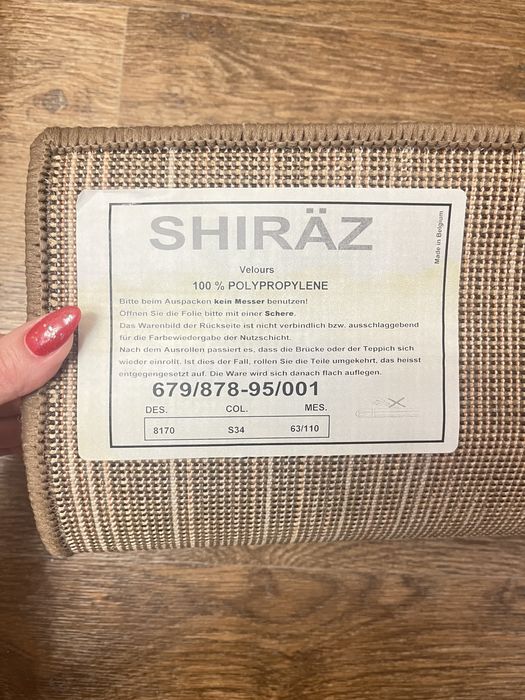 SHIRÄZ
Made in Belgium
Velours
100 % POLYPROPYLENE
Bitte beim Auspacken kein Messer benutzen!
Öffnen Sie die Folie bitte mit einer Schere.
Das Warenbild der Rückseite ist nicht verbindlich bzw. ausschlaggebend
für die Farbewiedergabe der Nutzschicht.
Nach dem Ausrollen passiert es, dass die Brücke oder der Teppich sich
wieder einrollt. Ist dies der Fall, rollen Sie die Teile umgekehrt, das heisst
entgegengesetzt auf. Die Ware wird sich danach flach auflegen.
679/878-95/001
DES. COL. MES.
8170 S34 63/110